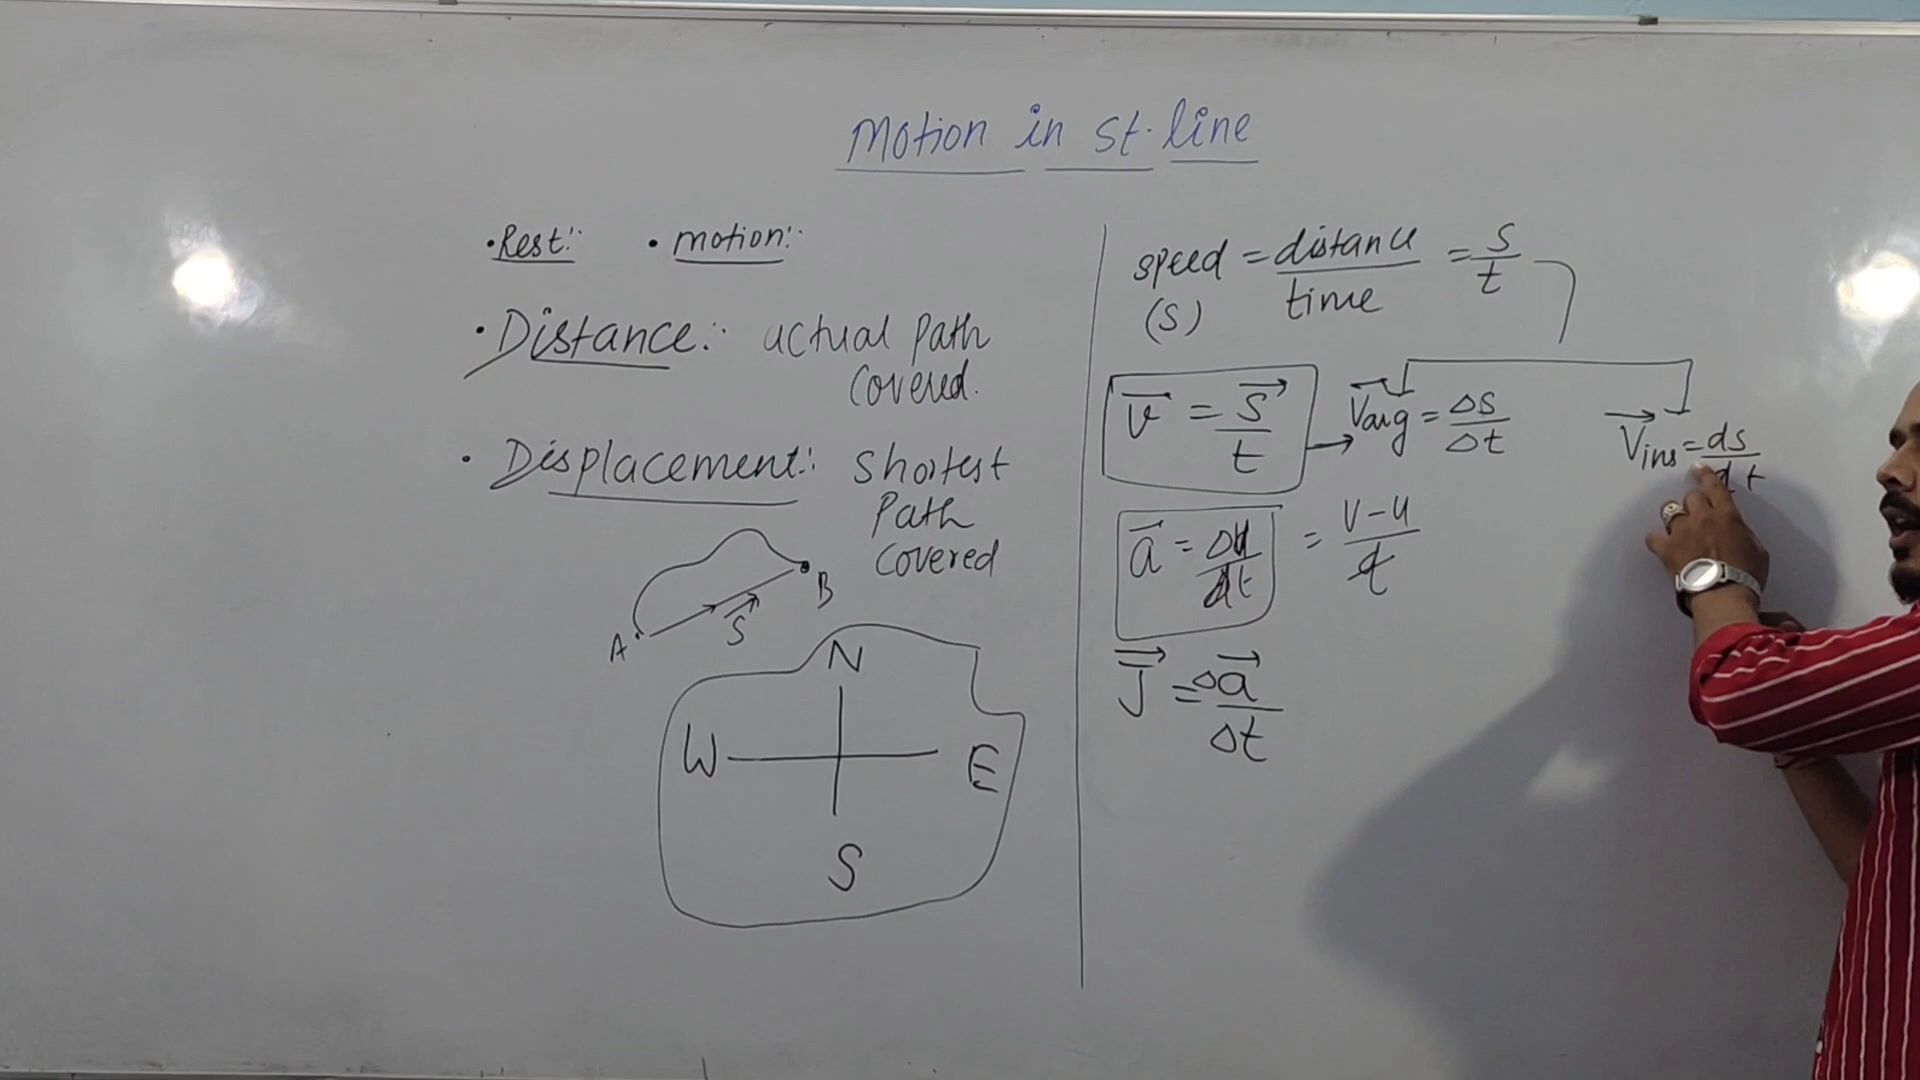 Motion in st. line
• Rest:- • motion:-
• Distance:- actual path
covered.
• Displacement:- shortest
path
covered
A B
S
N
W E
S
speed = distance / time = s / t
(s)
v = s / t
Vavg = Δs / Δt
Vins = ds / dt
a = Δv / Δt = v - u / t
J = Δa / Δt